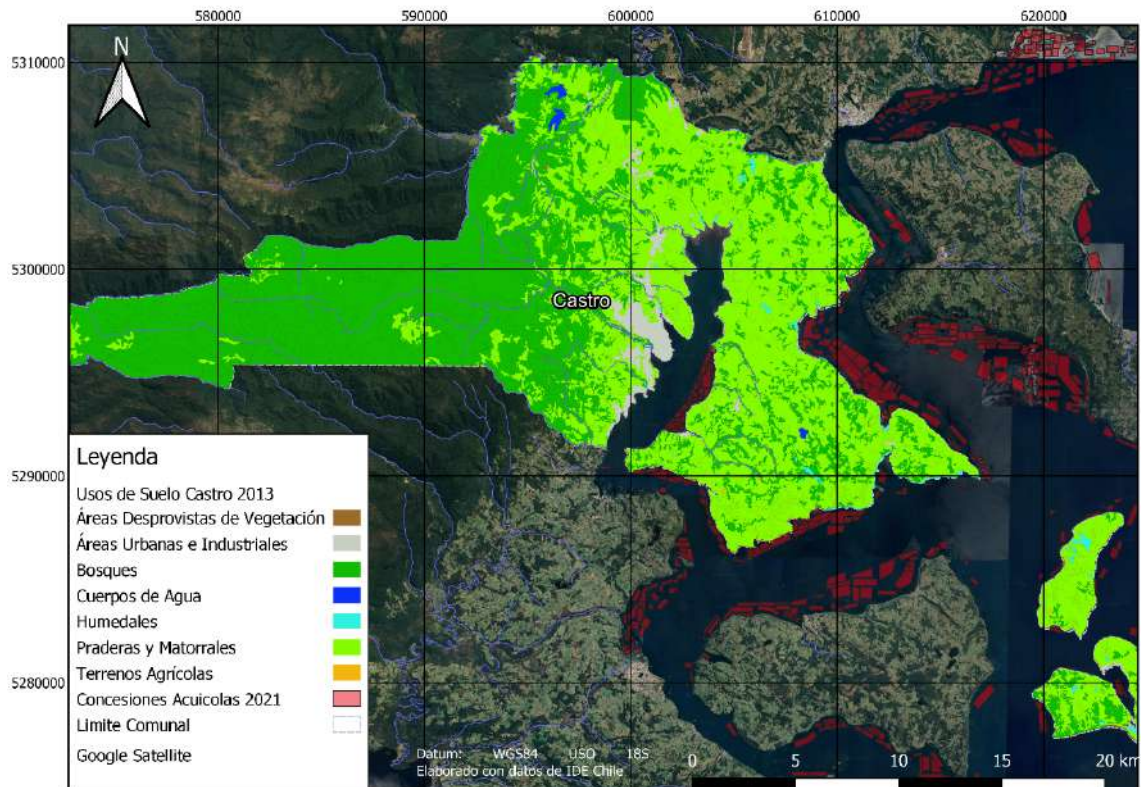 580000
590000
600000
610000
620000
N
5310000
5300000
5290000
5280000
Castro
Leyenda
Usos de Suelo Castro 2013
Áreas Desprovistas de Vegetación
Áreas Urbanas e Industriales
Bosques
Cuerpos de Agua
Humedales
Praderas y Matorrales
Terrenos Agrícolas
Concesiones Acuicolas 2021
Limite Comunal
Google Satellite
Datum: WGS84 USO 18S
Elaborado con datos de IDE Chile
0 5 10 15 20 km